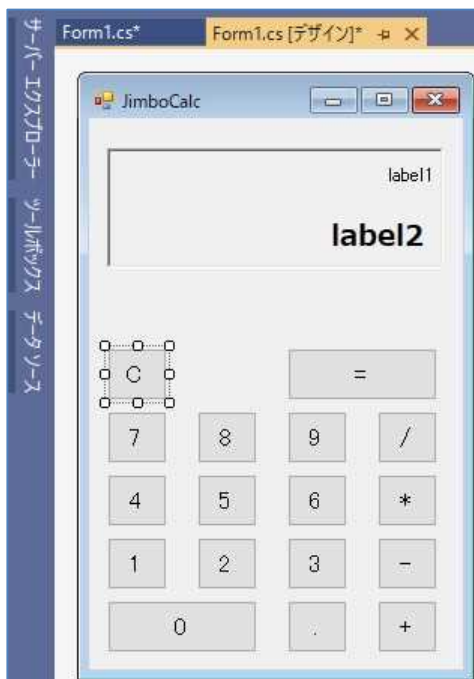 サーバー エクスプローラー
ツールボックス
データ ソース
Form1.cs*
Form1.cs [デザイン]*
JimboCalc
label1
label2
C =
7 8 9 /
4 5 6 *
1 2 3 -
0 . +